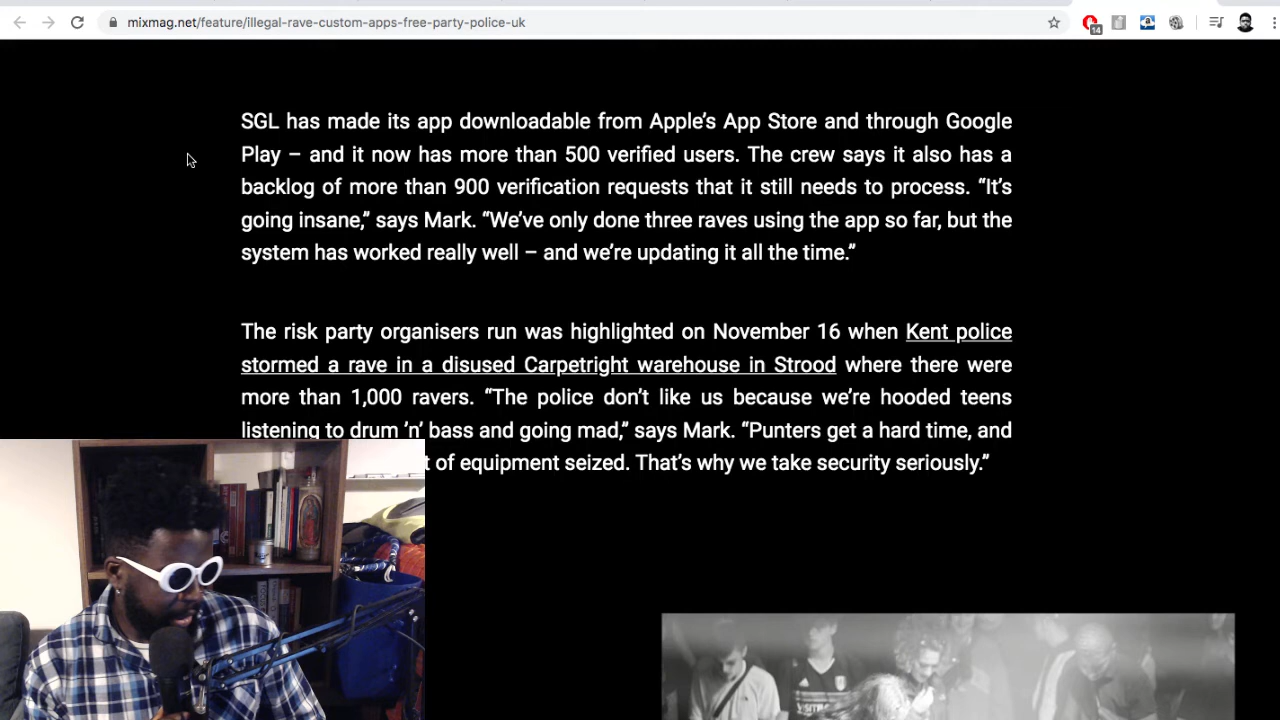 mixmag.net/feature/illegal-rave-custom-apps-free-party-police-uk
14
SGL has made its app downloadable from Apple’s App Store and through Google
Play – and it now has more than 500 verified users. The crew says it also has a
backlog of more than 900 verification requests that it still needs to process. “It’s
going insane,” says Mark. “We’ve only done three raves using the app so far, but the
system has worked really well – and we’re updating it all the time.”
The risk party organisers run was highlighted on November 16 when Kent police
stormed a rave in a disused Carpetright warehouse in Strood where there were
more than 1,000 ravers. “The police don’t like us because we’re hooded teens
listening to drum ’n’ bass and going mad,” says Mark. “Punters get a hard time, and
of equipment seized. That’s why we take security seriously.”